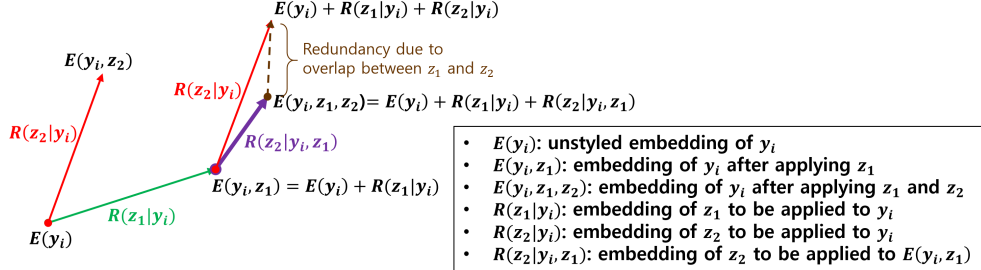 E(y_i) + R(z_1|y_i) + R(z_2|y_i)
Redundancy due to
overlap between z_1 and z_2
E(y_i, z_2)
R(z_2|y_i)
R(z_2|y_i)
E(y_i, z_1, z_2) = E(y_i) + R(z_1|y_i) + R(z_2|y_i, z_1)
R(z_2|y_i, z_1)
E(y_i, z_1) = E(y_i) + R(z_1|y_i)
R(z_1|y_i)
E(y_i)
• E(y_i): unstyled embedding of y_i
• E(y_i, z_1): embedding of y_i after applying z_1
• E(y_i, z_1, z_2): embedding of y_i after applying z_1 and z_2
• R(z_1|y_i): embedding of z_1 to be applied to y_i
• R(z_2|y_i): embedding of z_2 to be applied to y_i
• R(z_2|y_i, z_1): embedding of z_2 to be applied to E(y_i, z_1)